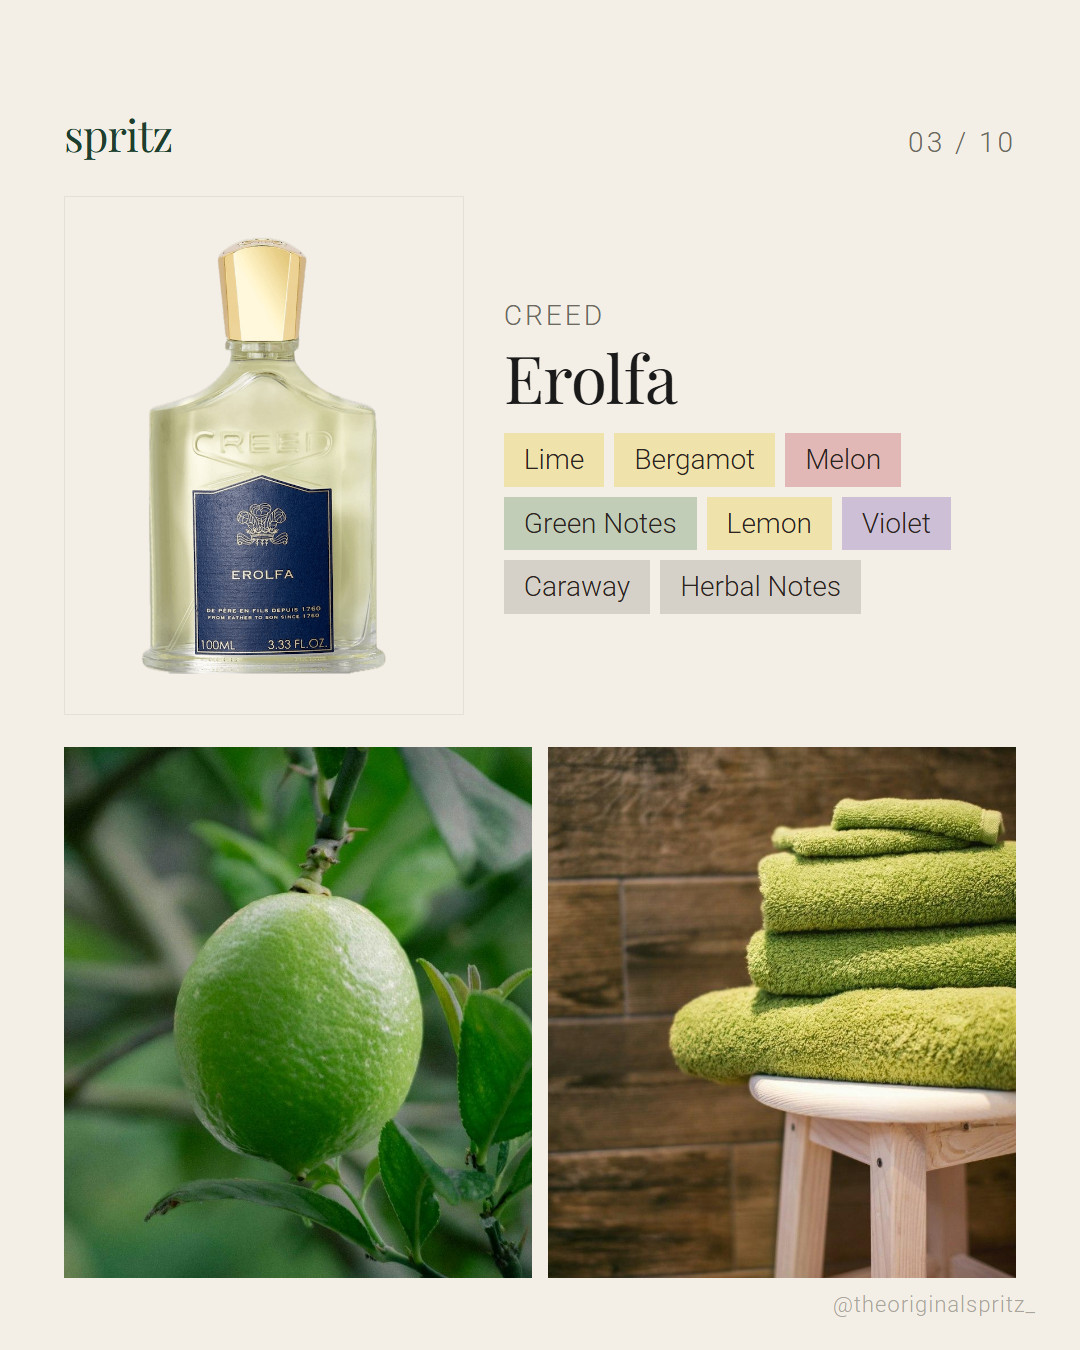 spritz
03 / 10
CREED
EROLFA
DE PÈRE EN FILS DEPUIS 1760
FROM FATHER TO SON SINCE 1760
100ML 3.33 FL.OZ.
CREED
Erolfa
Lime Bergamot Melon
Green Notes Lemon Violet
Caraway Herbal Notes
@theoriginalspritz_